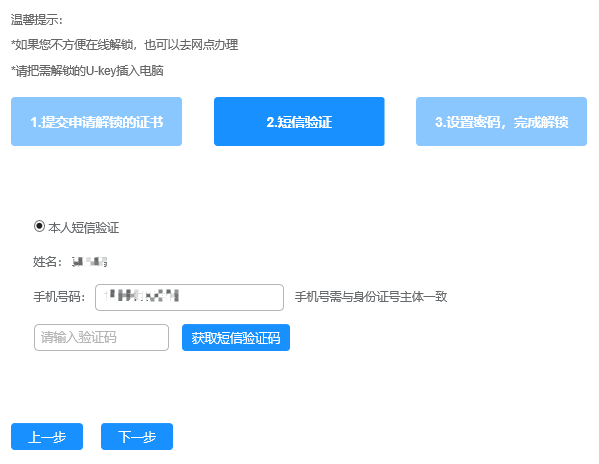 温馨提示：
*如果您不方便在线解锁，也可以去网点办理
*请把需解锁的U-key插入电脑
1.提交申请解锁的证书
2.短信验证
3.设置密码，完成解锁
本人短信验证
姓名：
手机号码： 手机号需与身份证号主体一致
请输入验证码 获取短信验证码
上一步 下一步